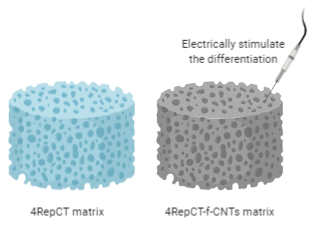 Electrically stimulate
the differentiation
4RepCT matrix
4RepCT-f-CNTs matrix